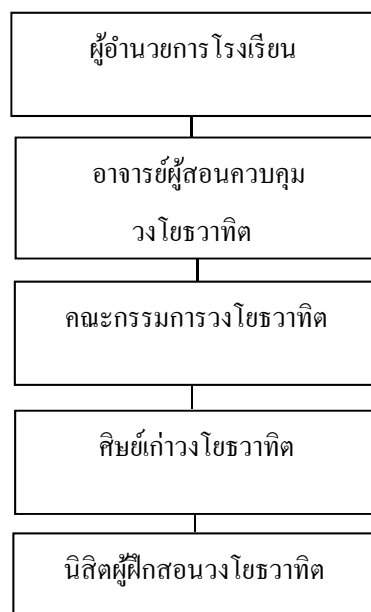 ผู้อำนวยการโรงเรียน
อาจารย์ผู้สอนควบคุม
วงโยธวาทิต
คณะกรรมการวงโยธวาทิต
ศิษย์เก่าวงโยธวาทิต
นิสิตผู้ฝึกสอนวงโยธวาทิต